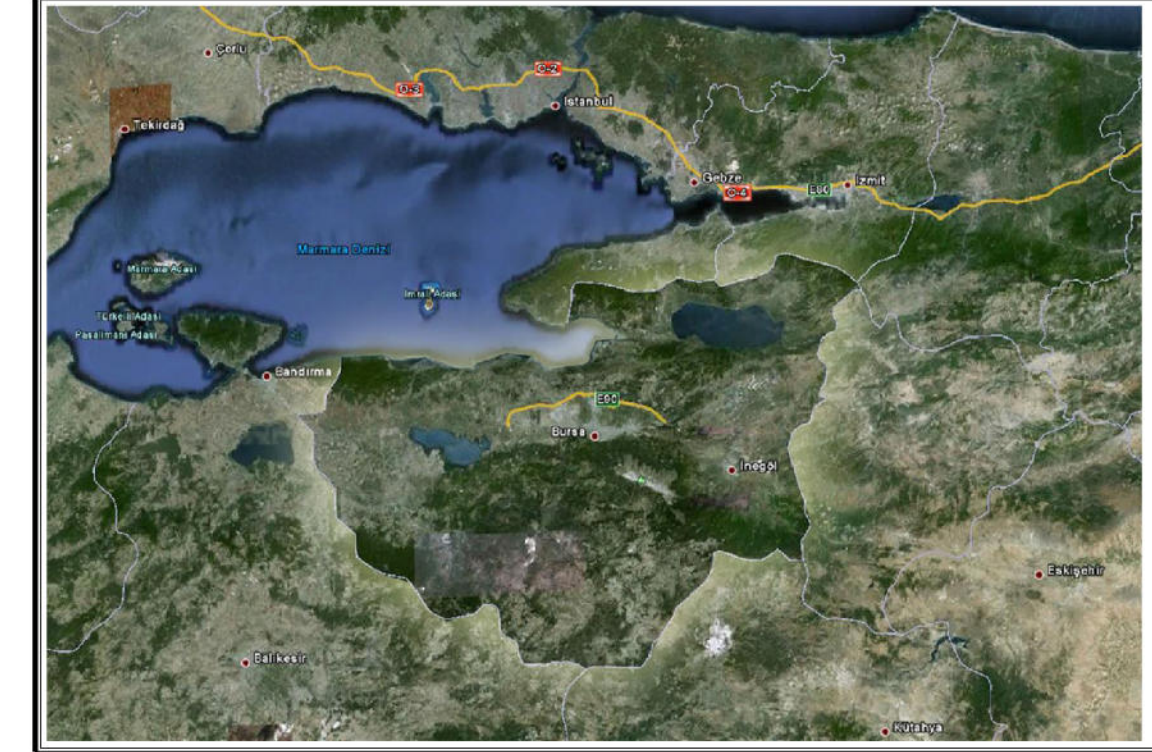 Çorlu
O-3
O-2
İstanbul
Tekirdağ
Gebze
O-4
E80
İzmit
Marmara Denizi
Marmara Adası
İmralı Adası
Türkeli Adası
Paşalimanı Adası
Bandırma
E90
Bursa
İnegöl
Eskişehir
Balıkesir
Kütahya